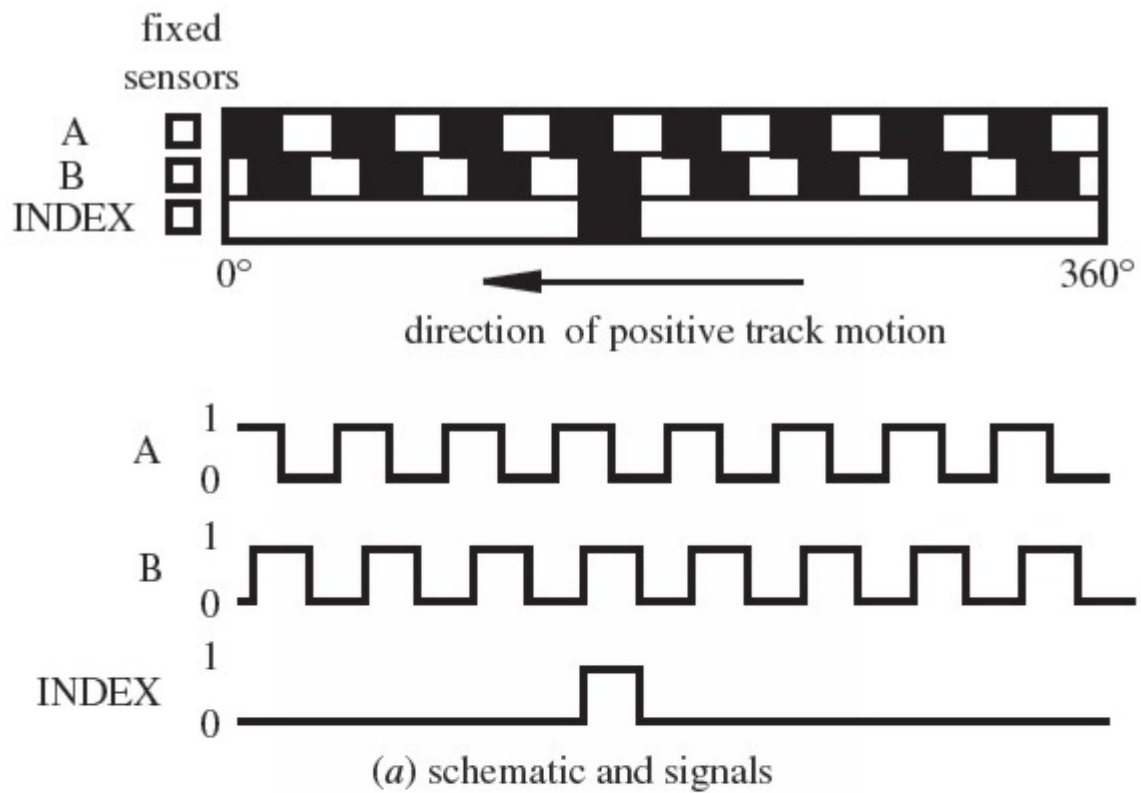 fixed
sensors
A
B
INDEX
0°
360°
direction of positive track motion
1
A
0
1
B
0
1
INDEX
0
(a) schematic and signals